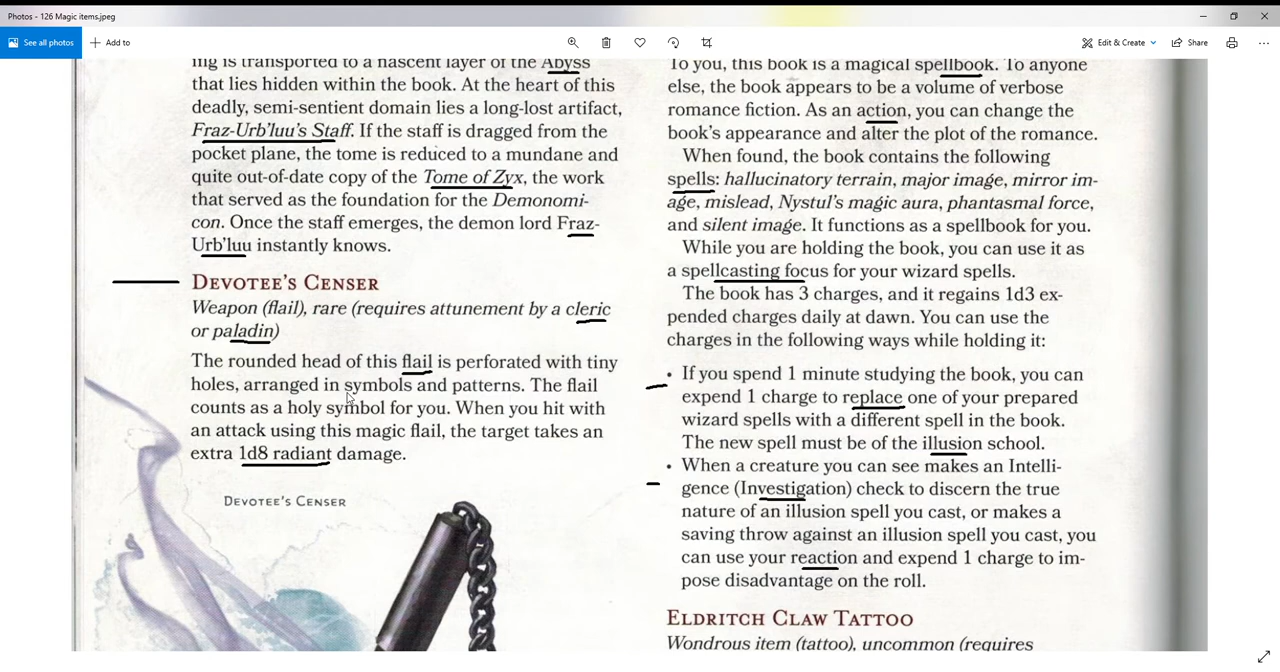 Photos - 126 Magic items.jpeg
See all photos
Add to
Edit & Create
Share
ing is transported to a nascent layer of the Abyss
that lies hidden within the book. At the heart of this
deadly, semi-sentient domain lies a long-lost artifact,
Fraz-Urb'luu's Staff. If the staff is dragged from the
pocket plane, the tome is reduced to a mundane and
quite out-of-date copy of the Tome of Zyx, the work
that served as the foundation for the Demonomi-
con. Once the staff emerges, the demon lord Fraz-
Urb'luu instantly knows.
DEVOTEE'S CENSER
Weapon (flail), rare (requires attunement by a cleric
or paladin)
The rounded head of this flail is perforated with tiny
holes, arranged in symbols and patterns. The flail
counts as a holy symbol for you. When you hit with
an attack using this magic flail, the target takes an
extra 1d8 radiant damage.
DEVOTEE'S CENSER
To you, this book is a magical spellbook. To anyone
else, the book appears to be a volume of verbose
romance fiction. As an action, you can change the
book's appearance and alter the plot of the romance.
When found, the book contains the following
spells: hallucinatory terrain, major image, mirror im-
age, mislead, Nystul's magic aura, phantasmal force,
and silent image. It functions as a spellbook for you.
While you are holding the book, you can use it as
a spellcasting focus for your wizard spells.
The book has 3 charges, and it regains 1d3 ex-
pended charges daily at dawn. You can use the
charges in the following ways while holding it:
• If you spend 1 minute studying the book, you can
expend 1 charge to replace one of your prepared
wizard spells with a different spell in the book.
The new spell must be of the illusion school.
• When a creature you can see makes an Intelli-
gence (Investigation) check to discern the true
nature of an illusion spell you cast, or makes a
saving throw against an illusion spell you cast, you
can use your reaction and expend 1 charge to im-
pose disadvantage on the roll.
ELDRITCH CLAW TATTOO
Wondrous item (tattoo), uncommon (requires